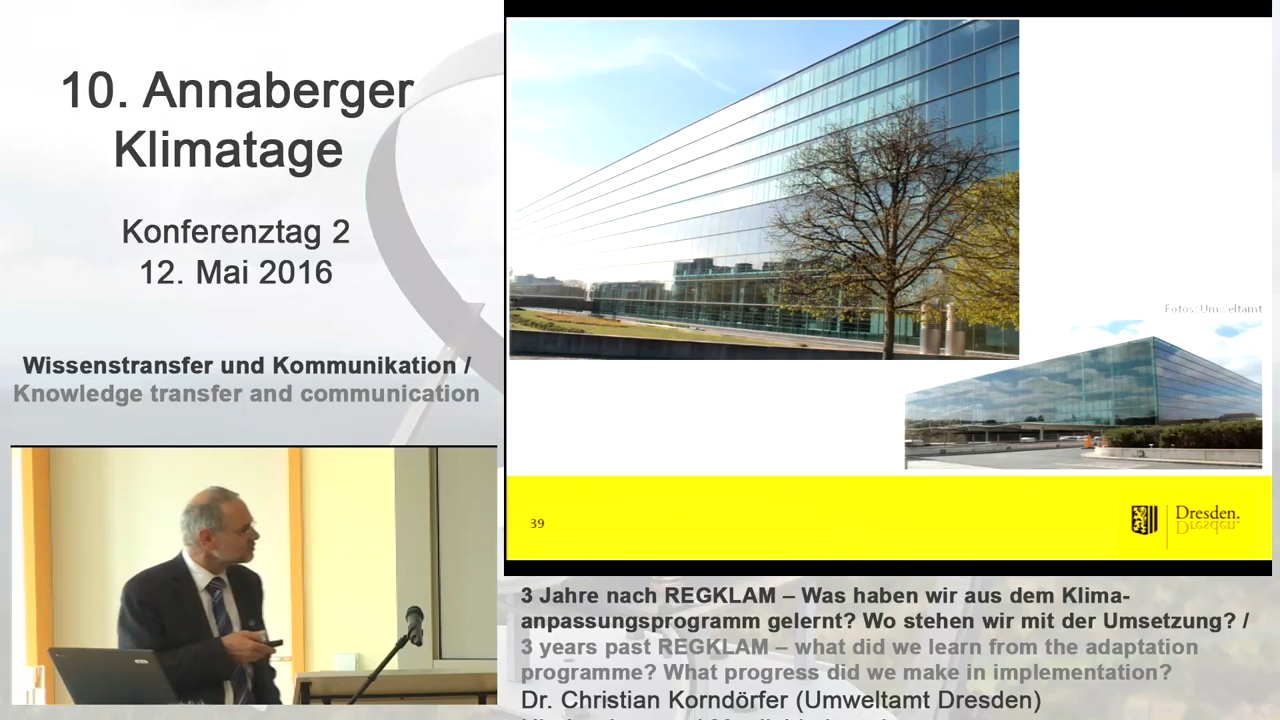 10. Annaberger
Klimatage
Konferenztag 2
12. Mai 2016
Wissenstransfer und Kommunikation /
Knowledge transfer and communication
Fotos: Umweltamt
39
Dresden.
Dresden.
3 Jahre nach REGKLAM – Was haben wir aus dem Klima-
anpassungsprogramm gelernt? Wo stehen wir mit der Umsetzung? /
3 years past REGKLAM – what did we learn from the adaptation
programme? What progress did we make in implementation?
Dr. Christian Korndörfer (Umweltamt Dresden)